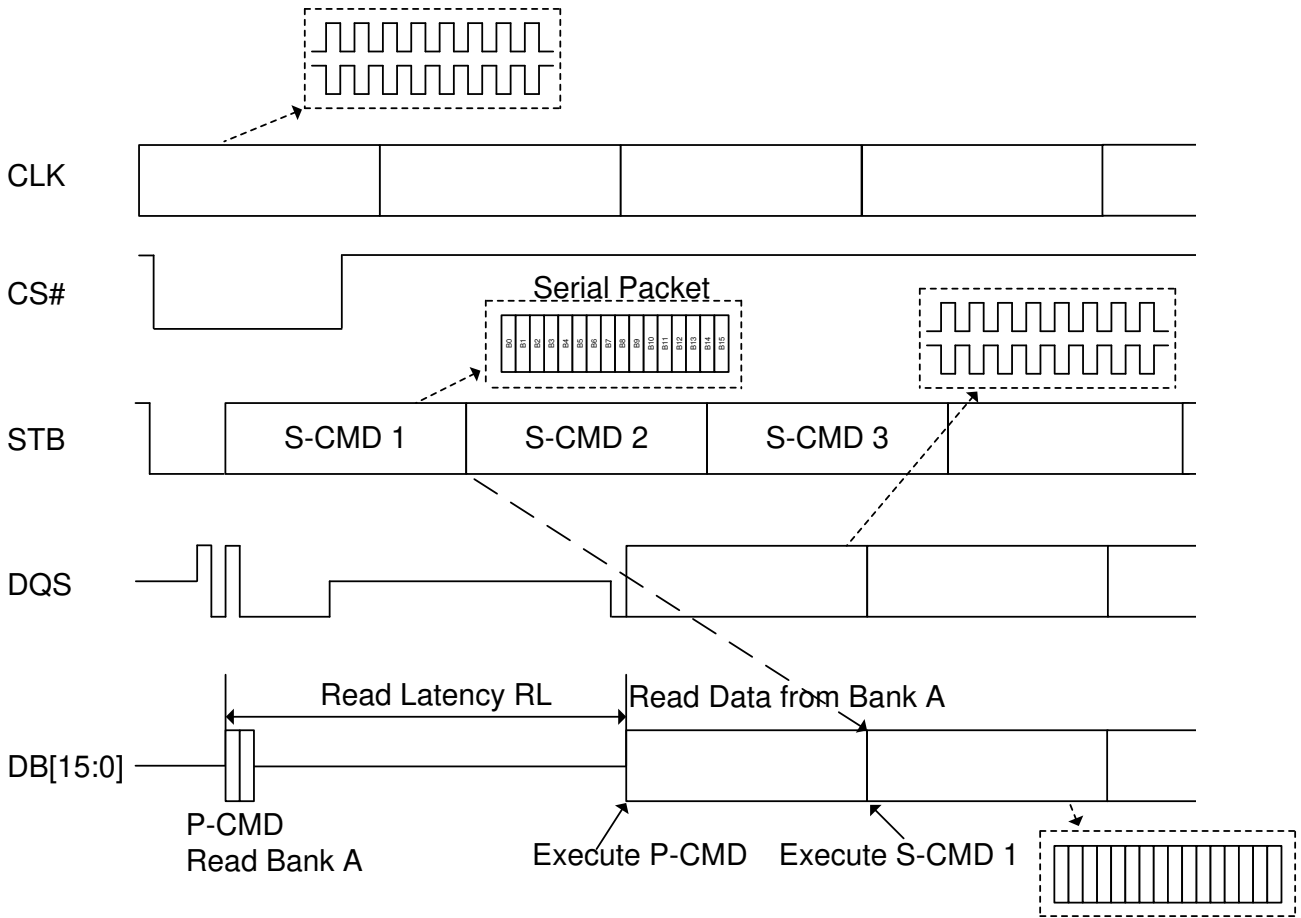 CLK
CS#
Serial Packet
B0 B1 B2 B3 B4 B5 B6 B7 B8 B9 B10 B11 B12 B13 B14 B15
STB
S-CMD 1
S-CMD 2
S-CMD 3
DQS
Read Latency RL
Read Data from Bank A
DB[15:0]
P-CMD
Read Bank A
Execute P-CMD
Execute S-CMD 1